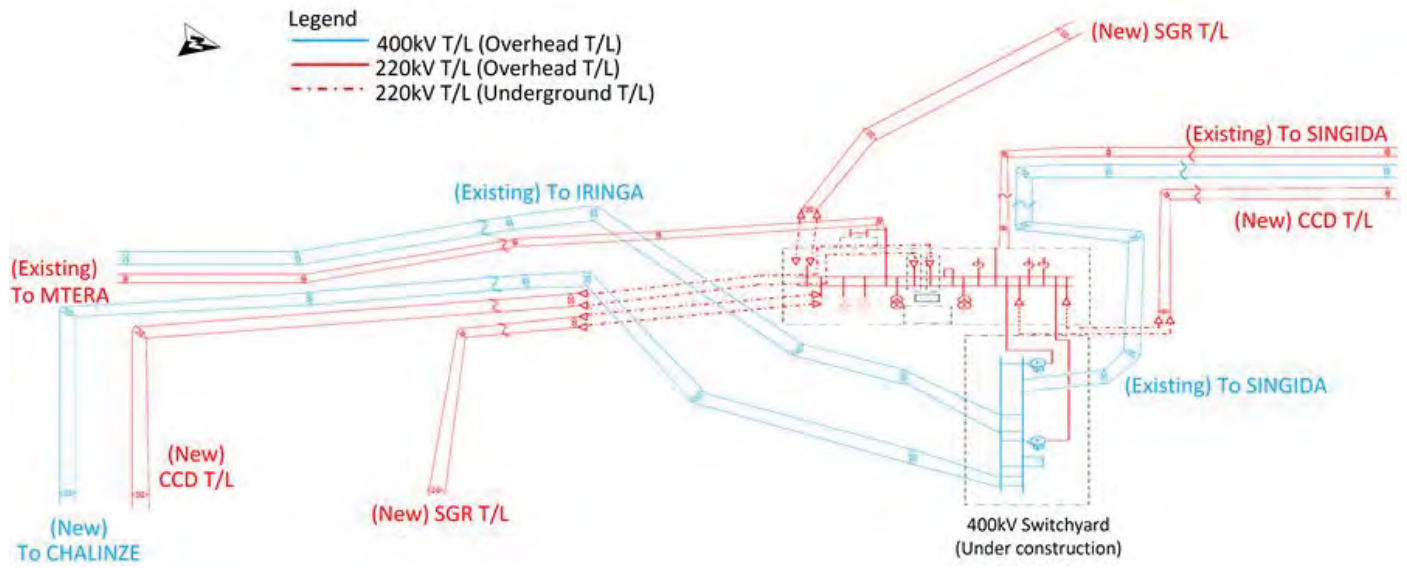 Legend
400kV T/L (Overhead T/L)
220kV T/L (Overhead T/L)
220kV T/L (Underground T/L)
(New) SGR T/L
(Existing) To SINGIDA
(Existing) To IRINGA
(New) CCD T/L
(Existing)
To MTERA
(Existing) To SINGIDA
(New)
CCD T/L
(New) SGR T/L
(New)
To CHALINZE
400kV Switchyard
(Under construction)